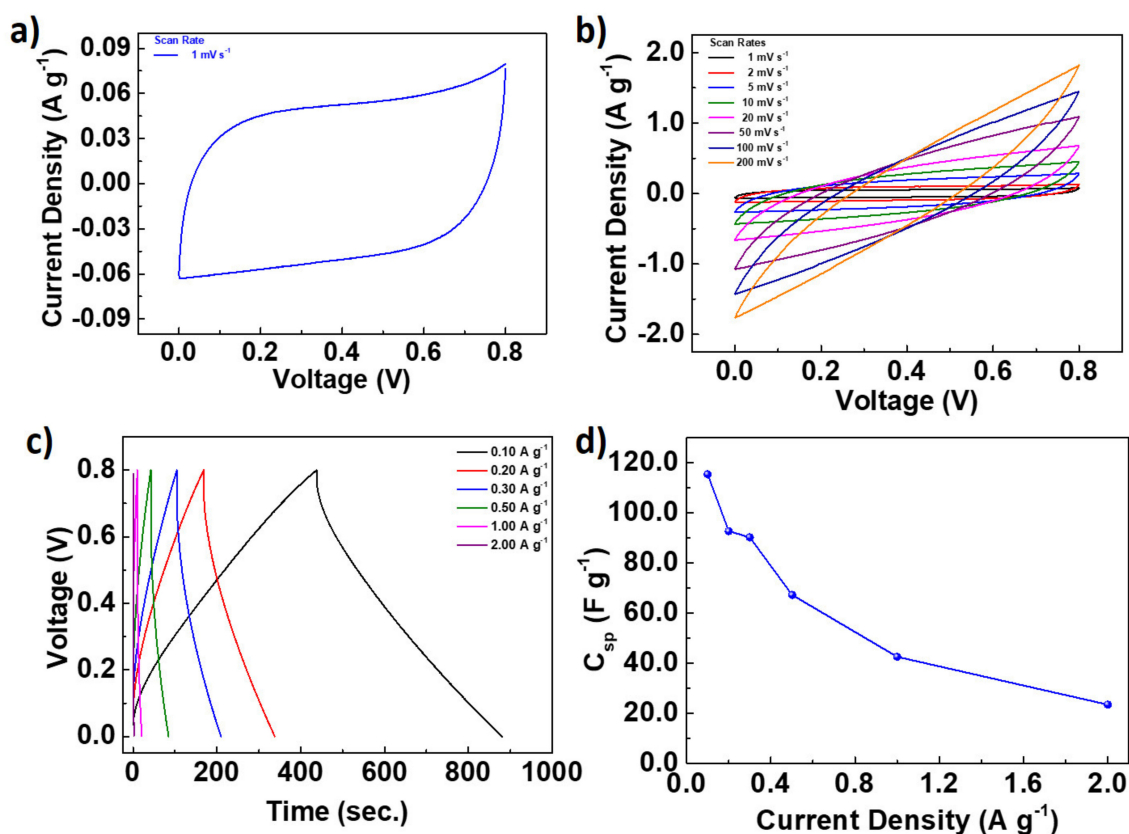 a)
Scan Rate
1 mV s⁻¹
0.09
0.06
0.03
0.00
-0.03
-0.06
-0.09
Current Density (A g⁻¹)
0.0 0.2 0.4 0.6 0.8
Voltage (V)
b)
Scan Rates
1 mV s⁻¹
2 mV s⁻¹
5 mV s⁻¹
10 mV s⁻¹
20 mV s⁻¹
50 mV s⁻¹
100 mV s⁻¹
200 mV s⁻¹
2.0
1.0
0.0
-1.0
-2.0
Current Density (A g⁻¹)
0.0 0.2 0.4 0.6 0.8
Voltage (V)
c)
0.10 A g⁻¹
0.20 A g⁻¹
0.30 A g⁻¹
0.50 A g⁻¹
1.00 A g⁻¹
2.00 A g⁻¹
0.8
0.6
0.4
0.2
0.0
Voltage (V)
0 200 400 600 800 1000
Time (sec.)
d)
120.0
100.0
80.0
60.0
40.0
20.0
0.0
C_sp (F g⁻¹)
0.0 0.4 0.8 1.2 1.6 2.0
Current Density (A g⁻¹)